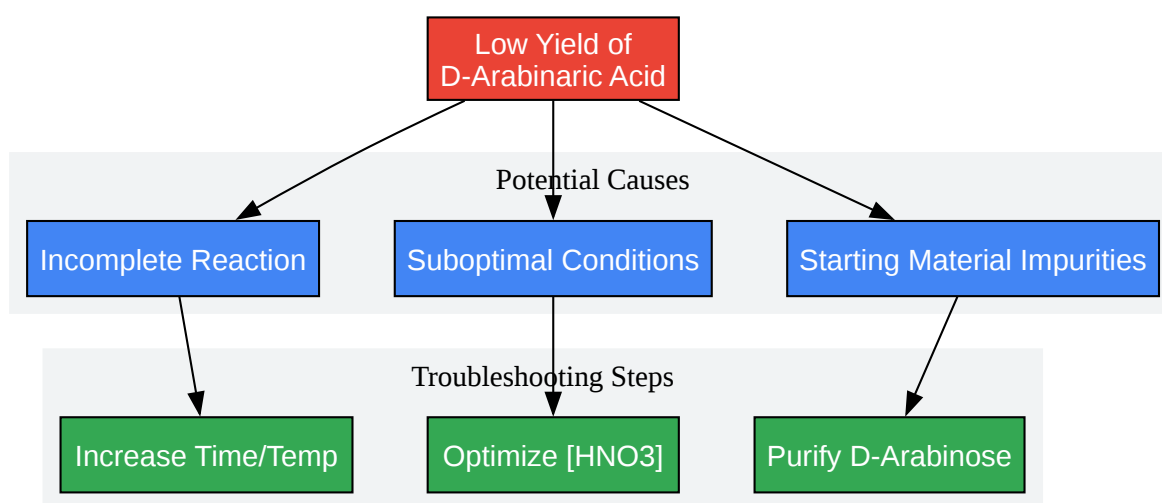 Low Yield of
D-Arabinaric Acid
Potential Causes
Incomplete Reaction
Suboptimal Conditions
Starting Material Impurities
Troubleshooting Steps
Increase Time/Temp
Optimize [HNO3]
Purify D-Arabinose